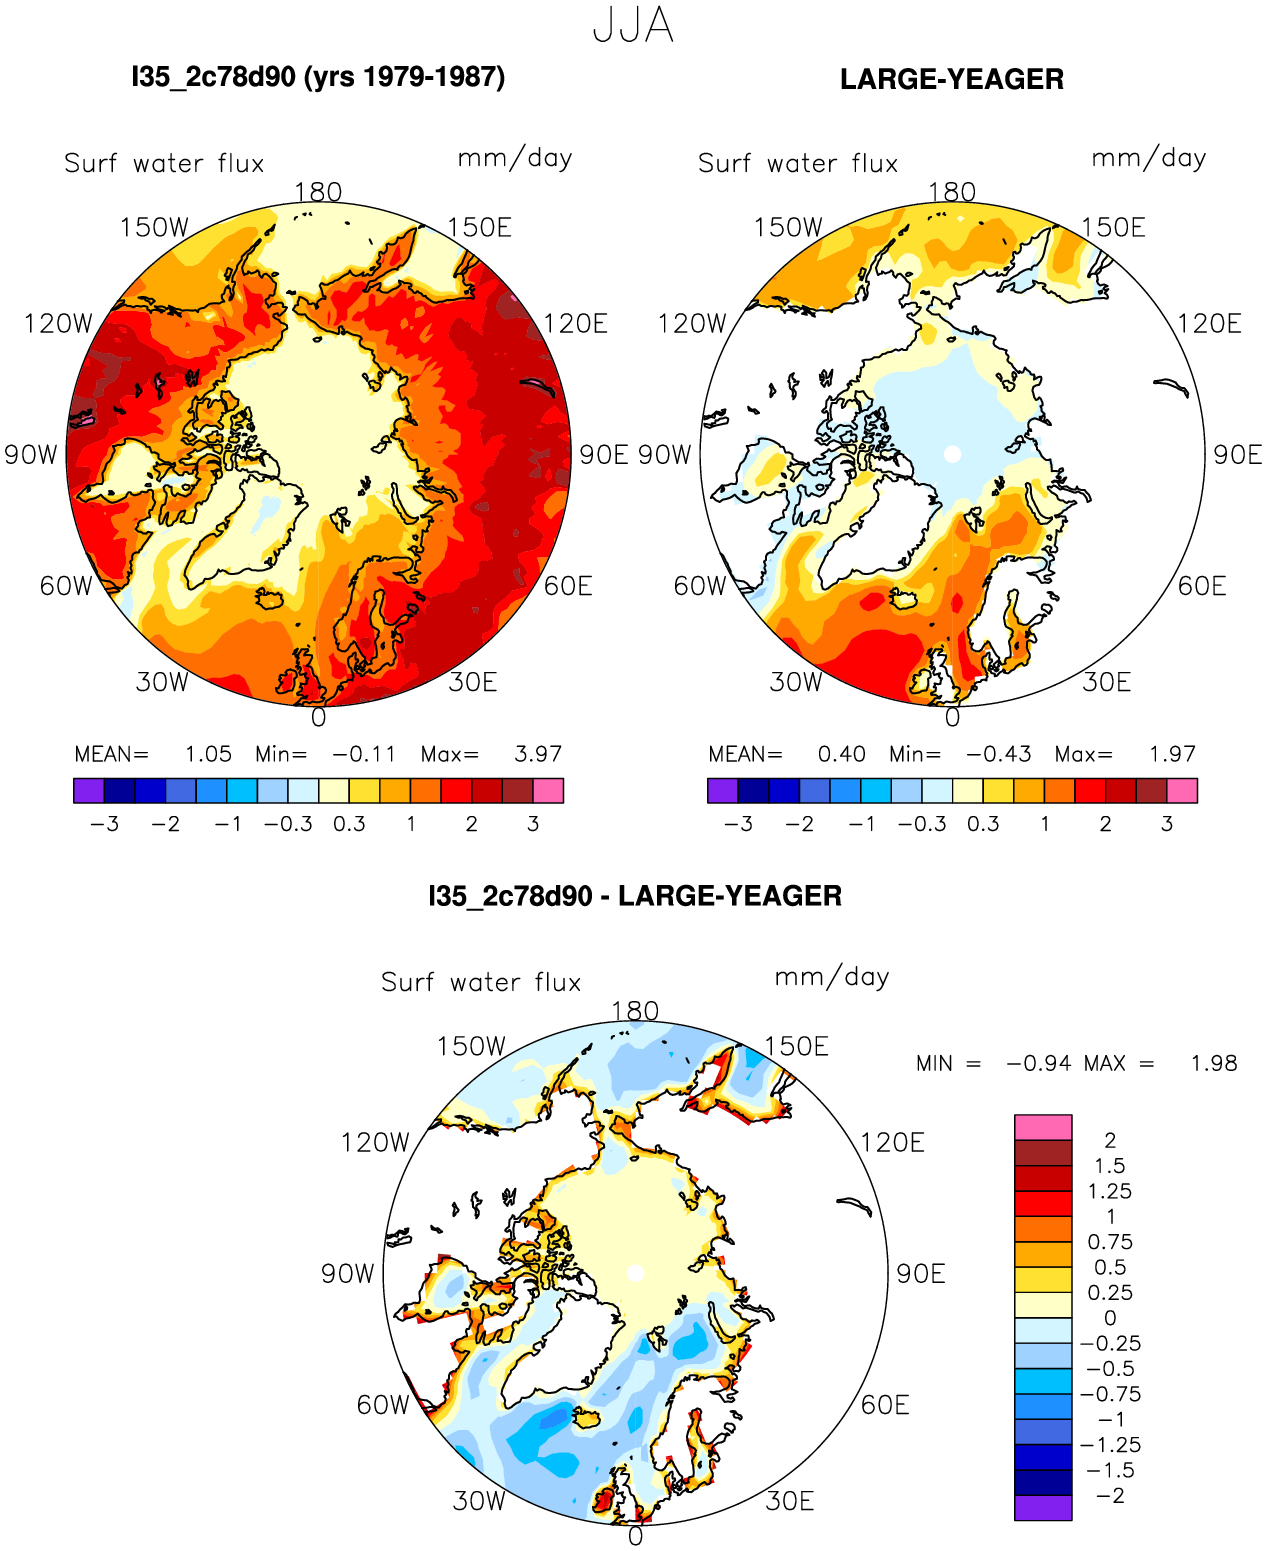 JJA
I35_2c78d90 (yrs 1979-1987)
LARGE-YEAGER
Surf water flux mm/day
Surf water flux mm/day
180
150W 150E
120W 120E
90W 90E
60W 60E
30W 30E
0
180
150W 150E
120W 120E
90W 90E
60W 60E
30W 30E
0
MEAN= 1.05 Min= -0.11 Max= 3.97
-3 -2 -1 -0.3 0.3 1 2 3
MEAN= 0.40 Min= -0.43 Max= 1.97
-3 -2 -1 -0.3 0.3 1 2 3
I35_2c78d90 - LARGE-YEAGER
Surf water flux mm/day
180
150W 150E
120W 120E
90W 90E
60W 60E
30W 30E
0
MIN = -0.94 MAX = 1.98
2
1.5
1.25
1
0.75
0.5
0.25
0
-0.25
-0.5
-0.75
-1
-1.25
-1.5
-2